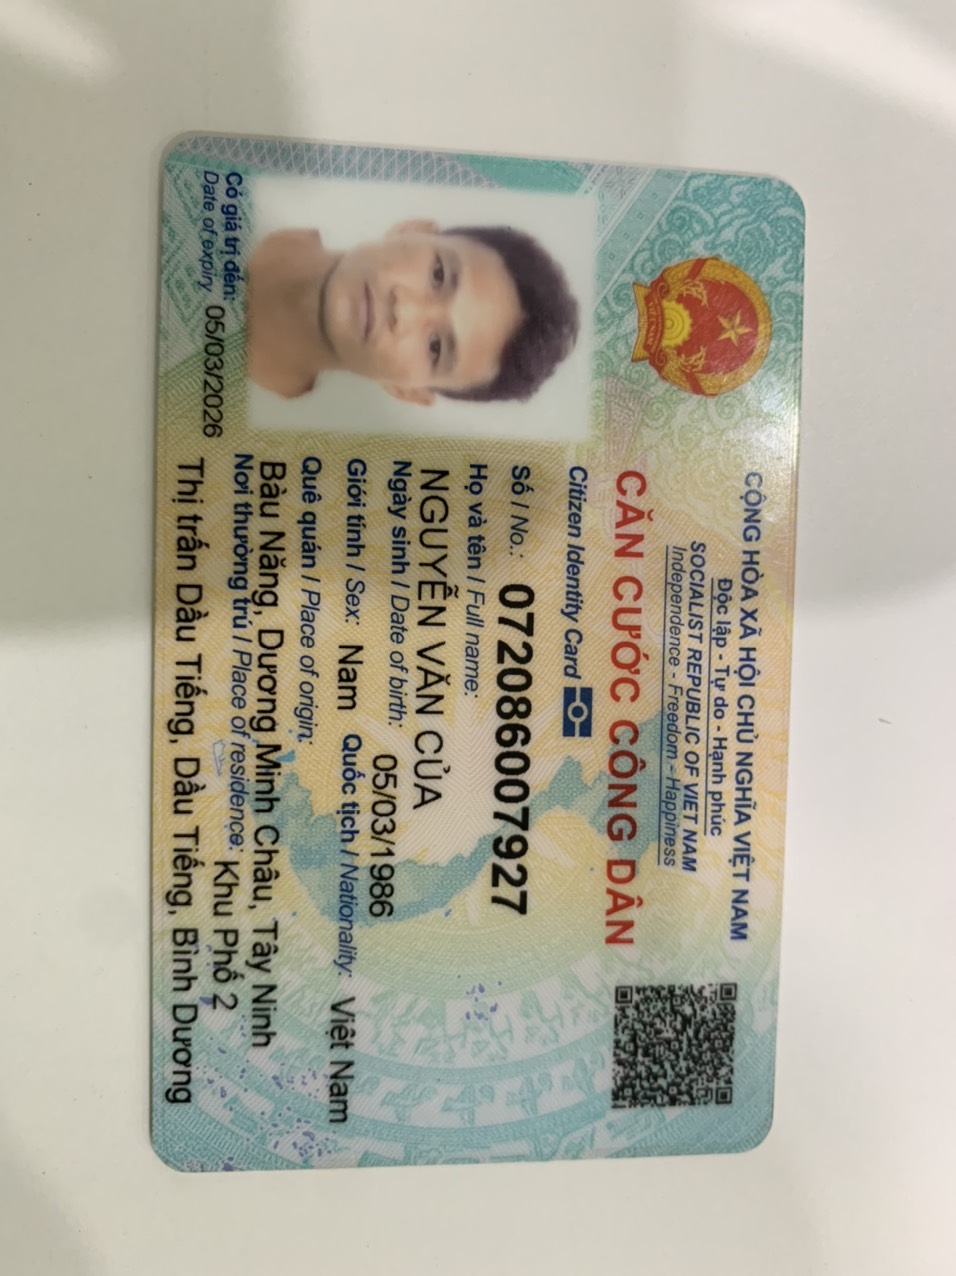 CỘNG HÒA XÃ HỘI CHỦ NGHĨA VIỆT NAM
Độc lập - Tự do - Hạnh phúc
SOCIALIST REPUBLIC OF VIET NAM
Independence - Freedom - Happiness
CĂN CƯỚC CÔNG DÂN
Citizen Identity Card
Số / No.: 072086007927
Họ và tên / Full name:
NGUYỄN VĂN CỦA
Ngày sinh / Date of birth: 05/03/1986
Giới tính / Sex: Nam Quốc tịch / Nationality: Việt Nam
Quê quán / Place of origin:
Bàu Năng, Dương Minh Châu, Tây Ninh
Nơi thường trú / Place of residence: Khu Phố 2
Thị trấn Dầu Tiếng, Dầu Tiếng, Bình Dương
Có giá trị đến: 05/03/2026
Date of expiry
VIỆT NAM